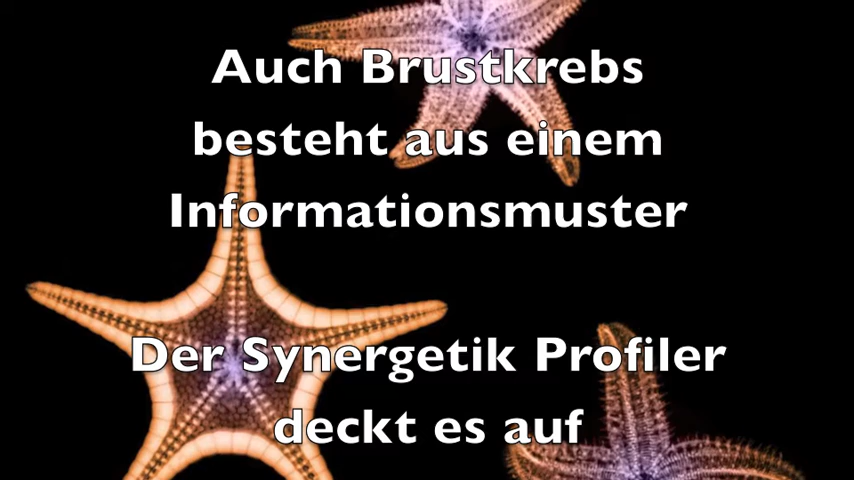 Auch Brustkrebs
besteht aus einem
Informationsmuster
Der Synergetik Profiler
deckt es auf